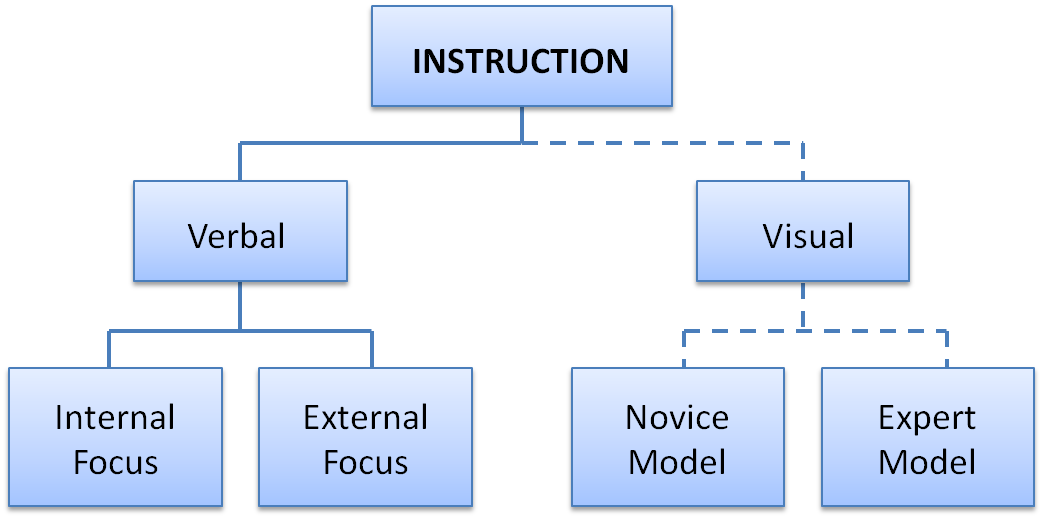 INSTRUCTION
Verbal
Visual
Internal
Focus
External
Focus
Novice
Model
Expert
Model